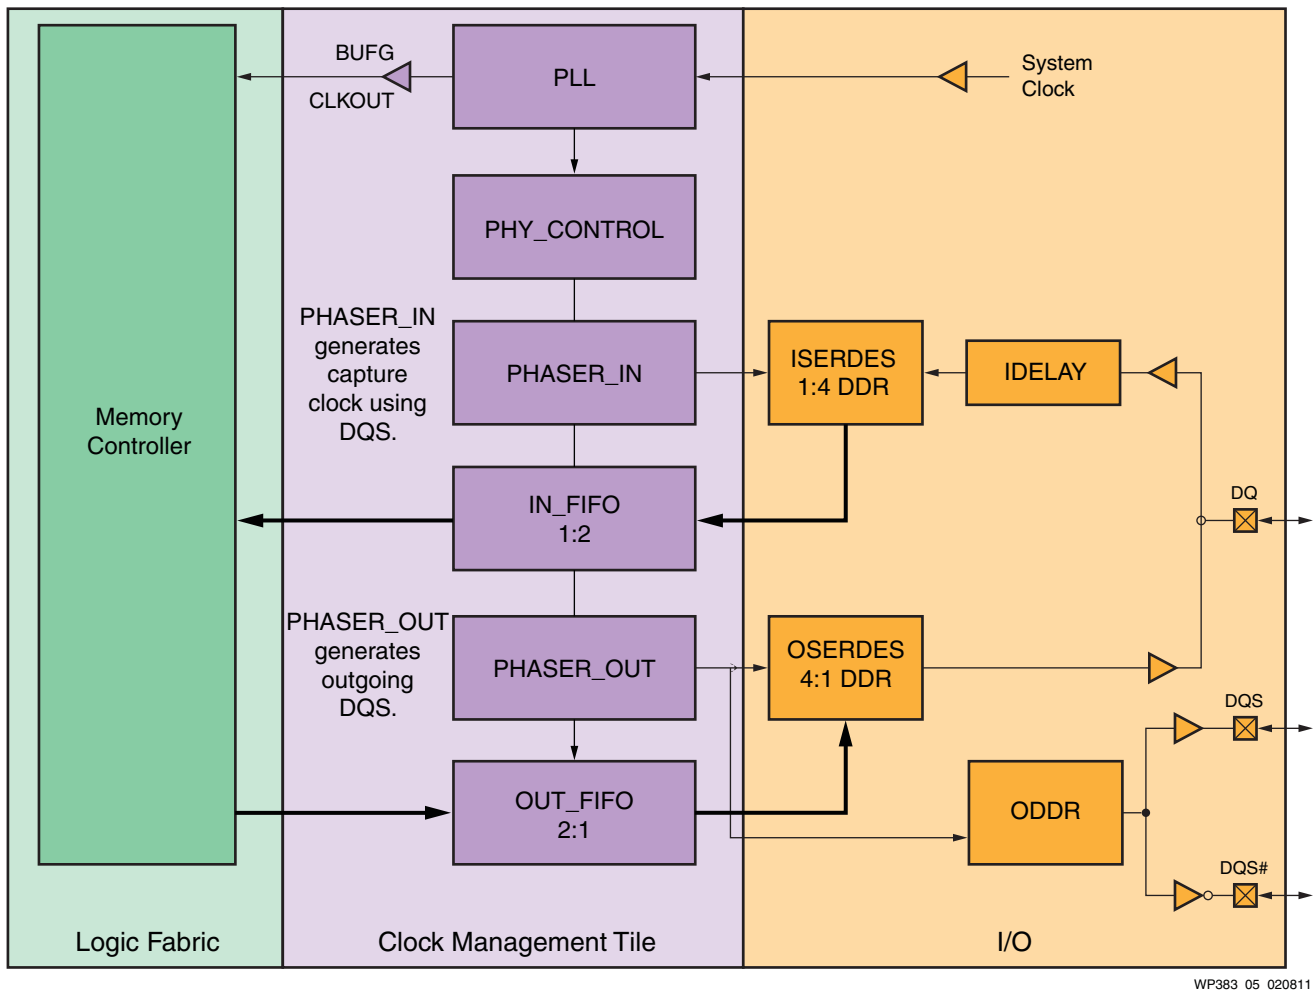 BUFG
CLKOUT
PLL
System
Clock
PHY_CONTROL
PHASER_IN
generates
capture
clock using
DQS.
PHASER_IN
ISERDES
1:4 DDR
IDELAY
Memory
Controller
IN_FIFO
1:2
DQ
PHASER_OUT
generates
outgoing
DQS.
PHASER_OUT
OSERDES
4:1 DDR
DQS
OUT_FIFO
2:1
ODDR
DQS#
Logic Fabric
Clock Management Tile
I/O
WP383_05_020811